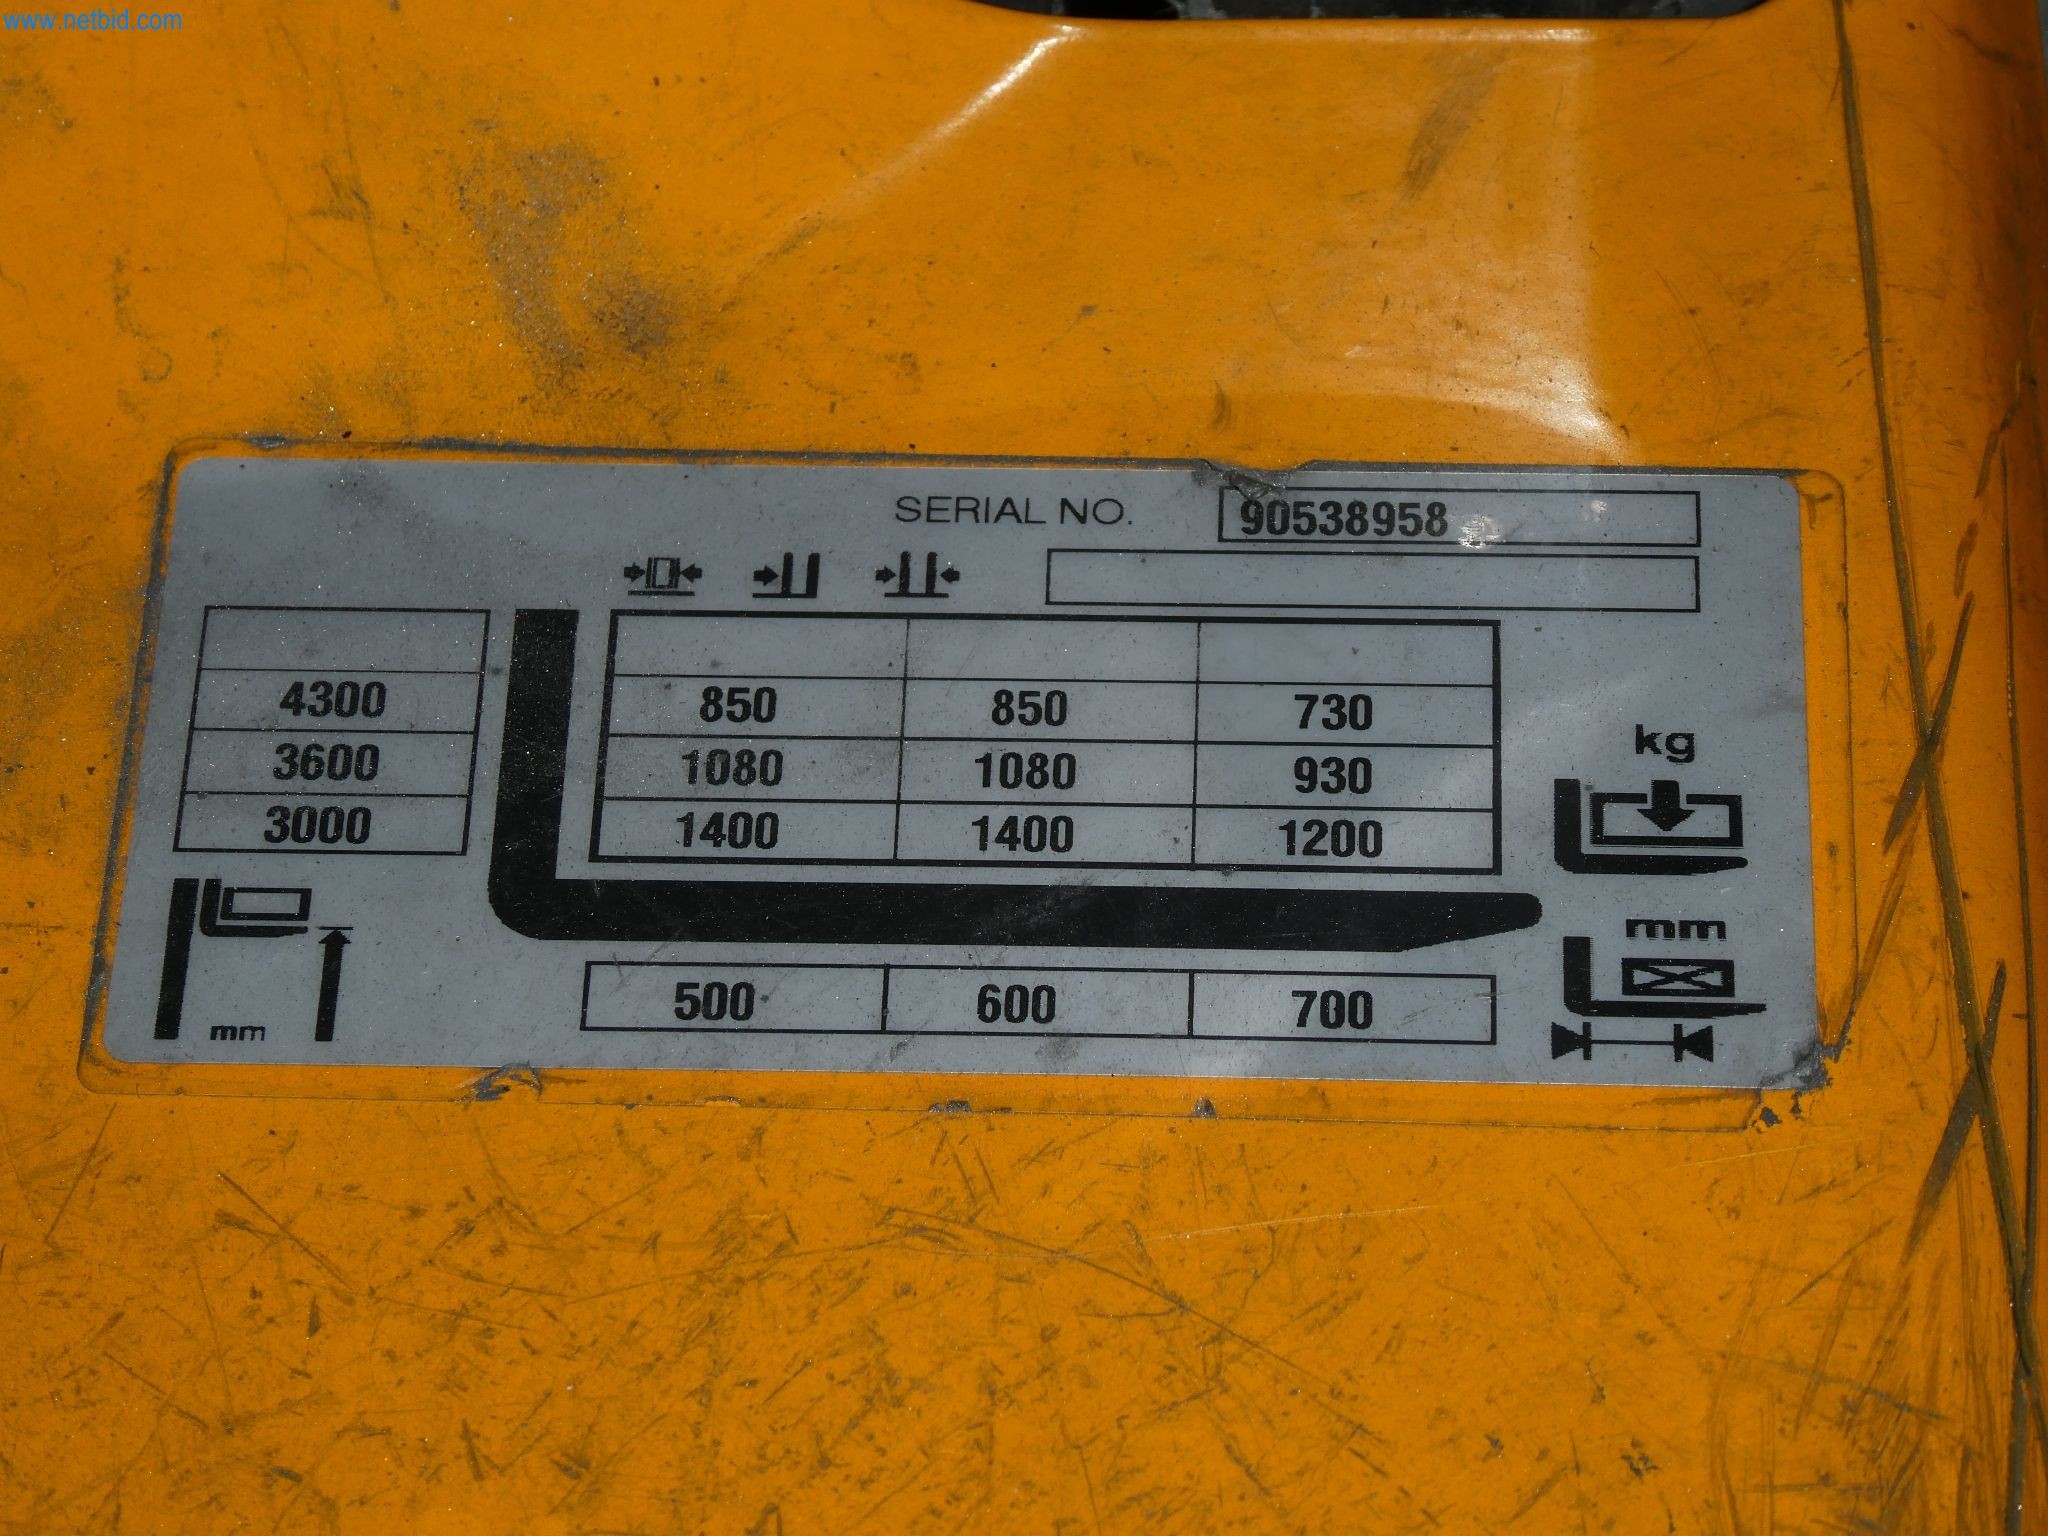 www.netbid.com
SERIAL NO. 90538958
4300 850 850 730
3600 1080 1080 930
3000 1400 1400 1200
kg
mm
500 600 700
mm